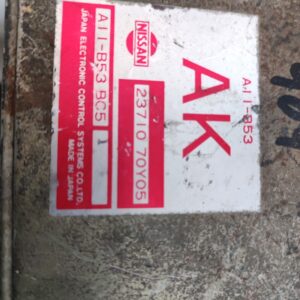 A11-B53
AK
NISSAN
23710 70Y05
A11-B53 BC5
JAPAN ELECTRONIC CONTROL SYSTEMS CO.,LTD.
MADE IN JAPAN